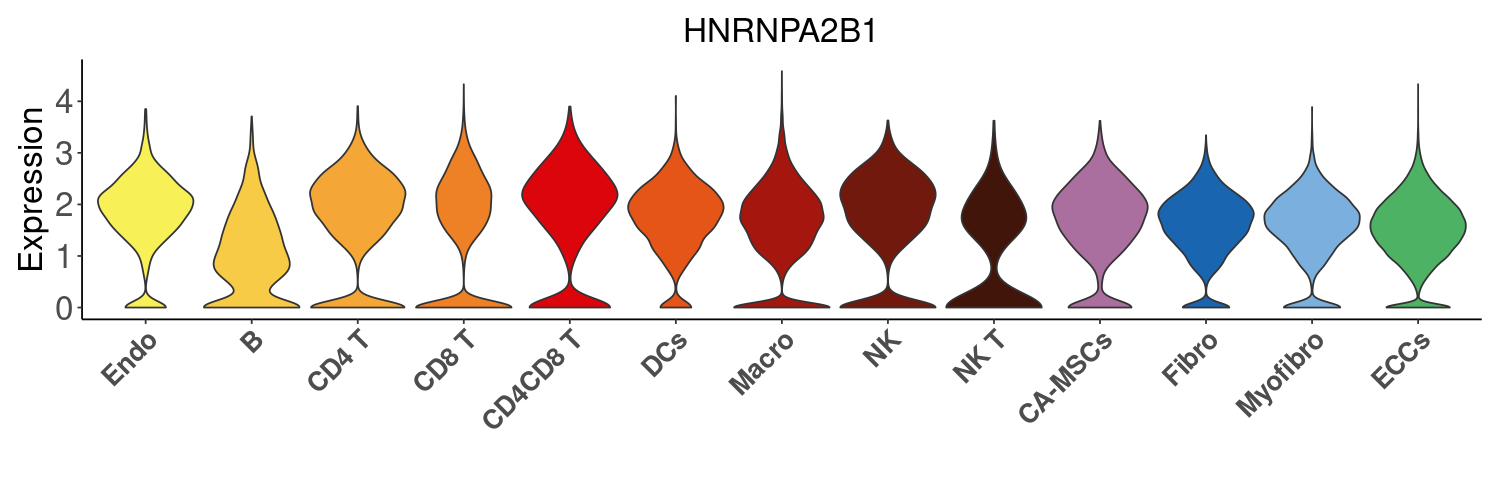 HNRNPA2B1
Expression
4
3
2
1
0
Endo
B
CD4 T
CD8 T
CD4CD8 T
DCs
Macro
NK
NK T
CA-MSCs
Fibro
Myofibro
ECCs